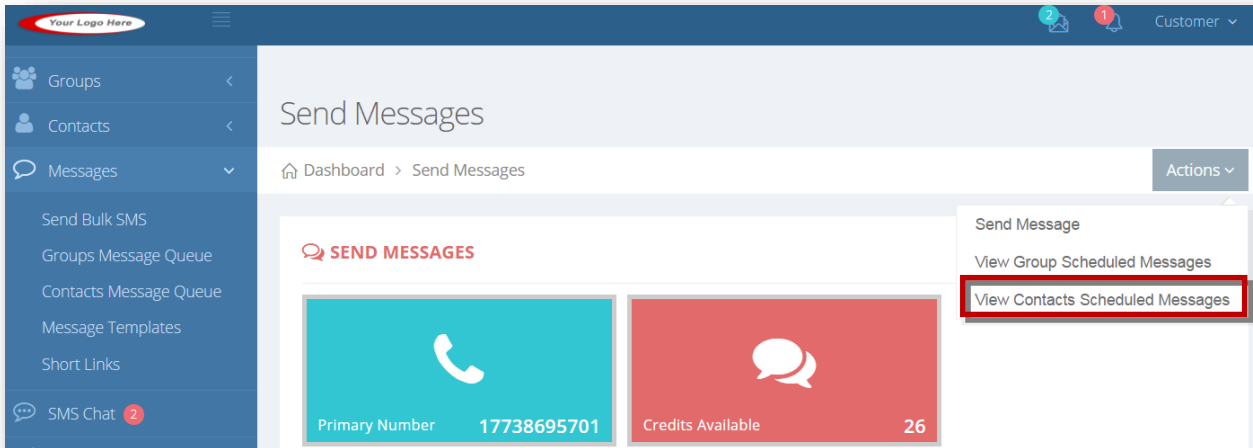 Your Logo Here
2
1
Customer
Groups
Contacts
Messages
Send Bulk SMS
Groups Message Queue
Contacts Message Queue
Message Templates
Short Links
SMS Chat 2
Send Messages
Dashboard > Send Messages
Actions
Send Message
View Group Scheduled Messages
View Contacts Scheduled Messages
SEND MESSAGES
Primary Number 17738695701
Credits Available 26